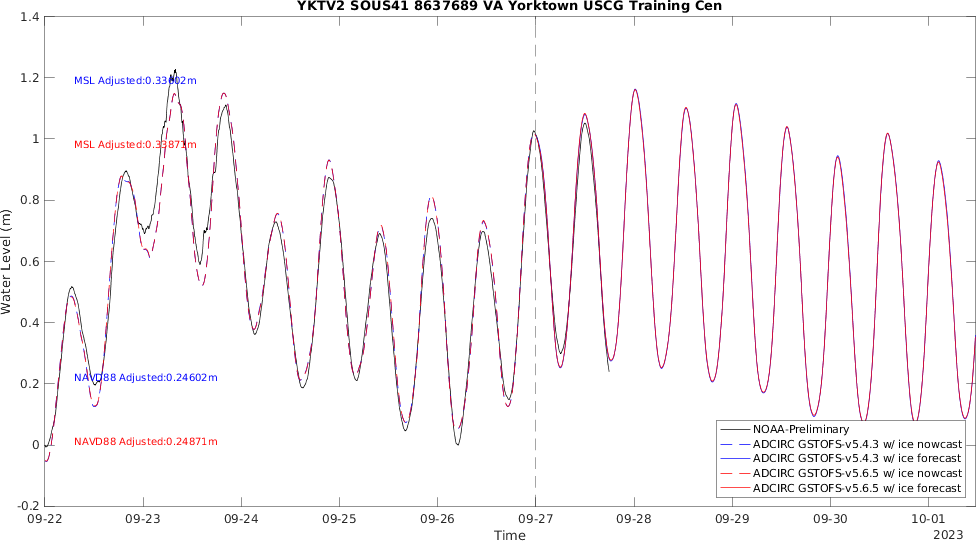 YKTV2 SOUS41 8637689 VA Yorktown USCG Training Cen
1.4
1.2
1
0.8
0.6
0.4
0.2
0
-0.2
Water Level (m)
MSL Adjusted:0.33602m
MSL Adjusted:0.33871m
NAVD88 Adjusted:0.24602m
NAVD88 Adjusted:0.24871m
NOAA-Preliminary
ADCIRC GSTOFS-v5.4.3 w/ ice nowcast
ADCIRC GSTOFS-v5.4.3 w/ ice forecast
ADCIRC GSTOFS-v5.6.5 w/ ice nowcast
ADCIRC GSTOFS-v5.6.5 w/ ice forecast
09-22 09-23 09-24 09-25 09-26 09-27 09-28 09-29 09-30 10-01
Time
2023